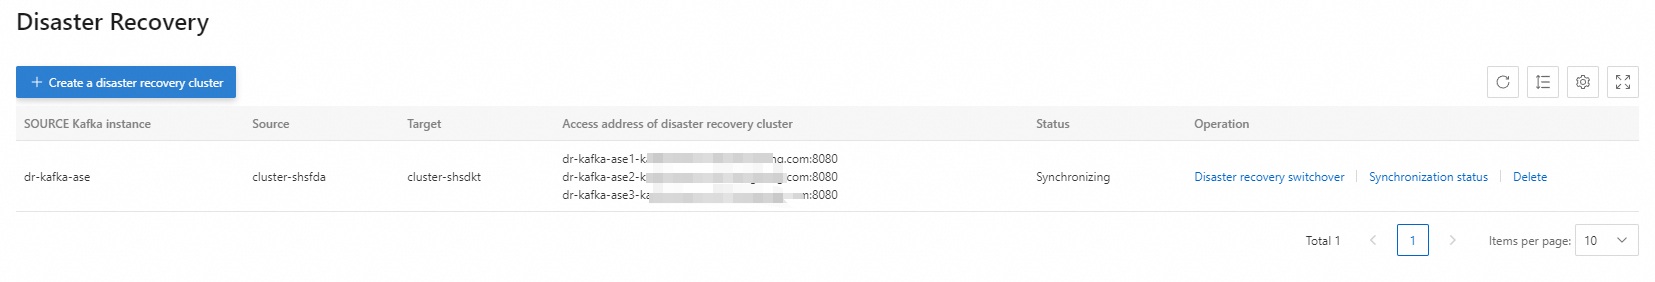 Disaster Recovery
+ Create a disaster recovery cluster
SOURCE Kafka instance Source Target Access address of disaster recovery cluster Status Operation
dr-kafka-ase1-k .com:8080
dr-kafka-ase cluster-shsfda cluster-shsdkt dr-kafka-ase2- .com:8080 Synchronizing Disaster recovery switchover Synchronization status Delete
dr-kafka-ase3-k :8080
Total 1 < 1 > Items per page: 10